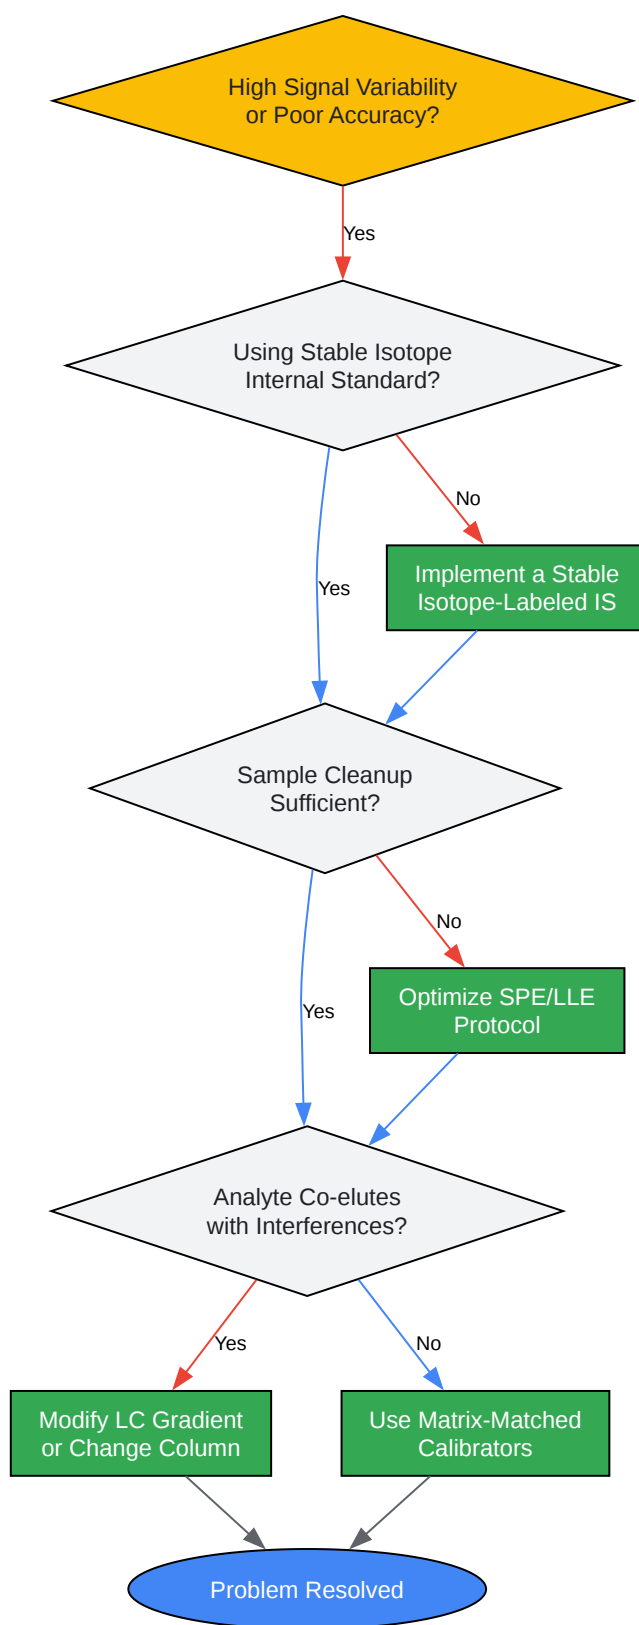 High Signal Variability
or Poor Accuracy?
Yes
Using Stable Isotope
Internal Standard?
No
Implement a Stable
Isotope-Labeled IS
Yes
Sample Cleanup
Sufficient?
No
Optimize SPE/LLE
Protocol
Yes
Analyte Co-elutes
with Interferences?
Yes
No
Modify LC Gradient
or Change Column
Use Matrix-Matched
Calibrators
Problem Resolved